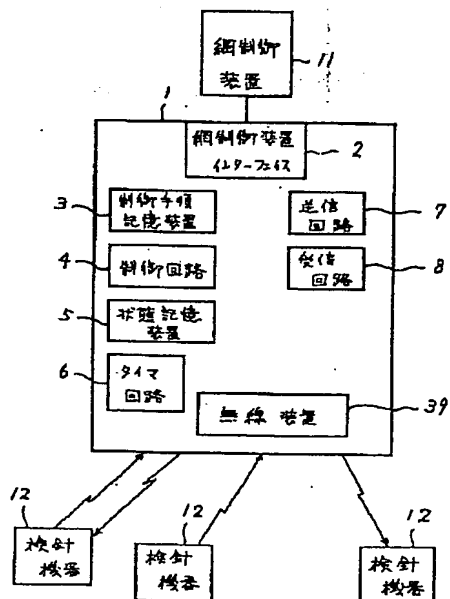 網制御
装置
11
1
網制御装置
インターフェイス
2
3
制御手順
記憶装置
送信
回路
7
4
制御回路
受信
回路
8
5
状態記憶
装置
6
タイマ
回路
無線装置
39
12
検針
機器
12
検針
機器
12
検針
機器